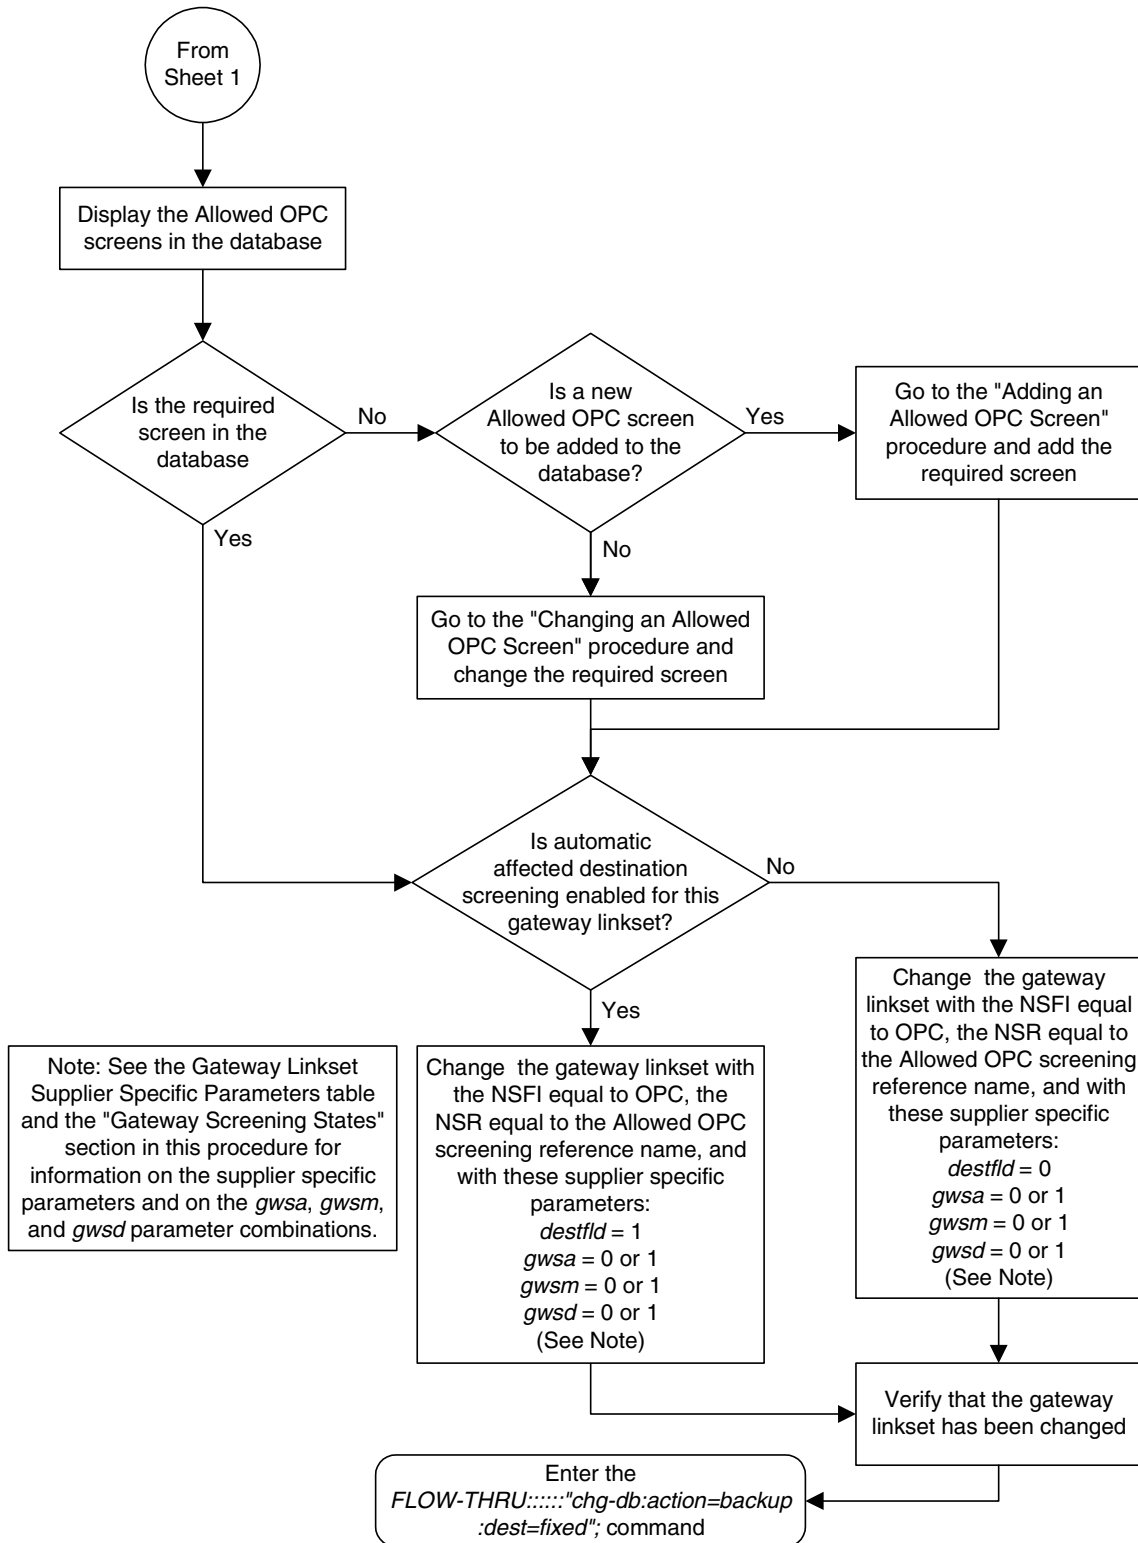 From
Sheet 1
Display the Allowed OPC
screens in the database
Is the required
screen in the
database
No
Yes
Is a new
Allowed OPC screen
to be added to the
database?
Yes
No
Go to the "Adding an
Allowed OPC Screen"
procedure and add the
required screen
Go to the "Changing an Allowed
OPC Screen" procedure and
change the required screen
Is automatic
affected destination
screening enabled for this
gateway linkset?
No
Yes
Change  the gateway
linkset with the NSFI equal
to OPC, the NSR equal to
the Allowed OPC screening
reference name, and with
these supplier specific
parameters:
destfld = 0
gwsa = 0 or 1
gwsm = 0 or 1
gwsd = 0 or 1
(See Note)
Note: See the Gateway Linkset
Supplier Specific Parameters table
and the "Gateway Screening States"
section in this procedure for
information on the supplier specific
parameters and on the gwsa, gwsm,
and gwsd parameter combinations.
Change  the gateway linkset with
the NSFI equal to OPC, the
NSR equal to the Allowed OPC
screening reference name, and
with these supplier specific
parameters:
destfld = 1
gwsa = 0 or 1
gwsm = 0 or 1
gwsd = 0 or 1
(See Note)
Verify that the gateway
linkset has been changed
Enter the
FLOW-THRU::::::"chg-db:action=backup
:dest=fixed"; command